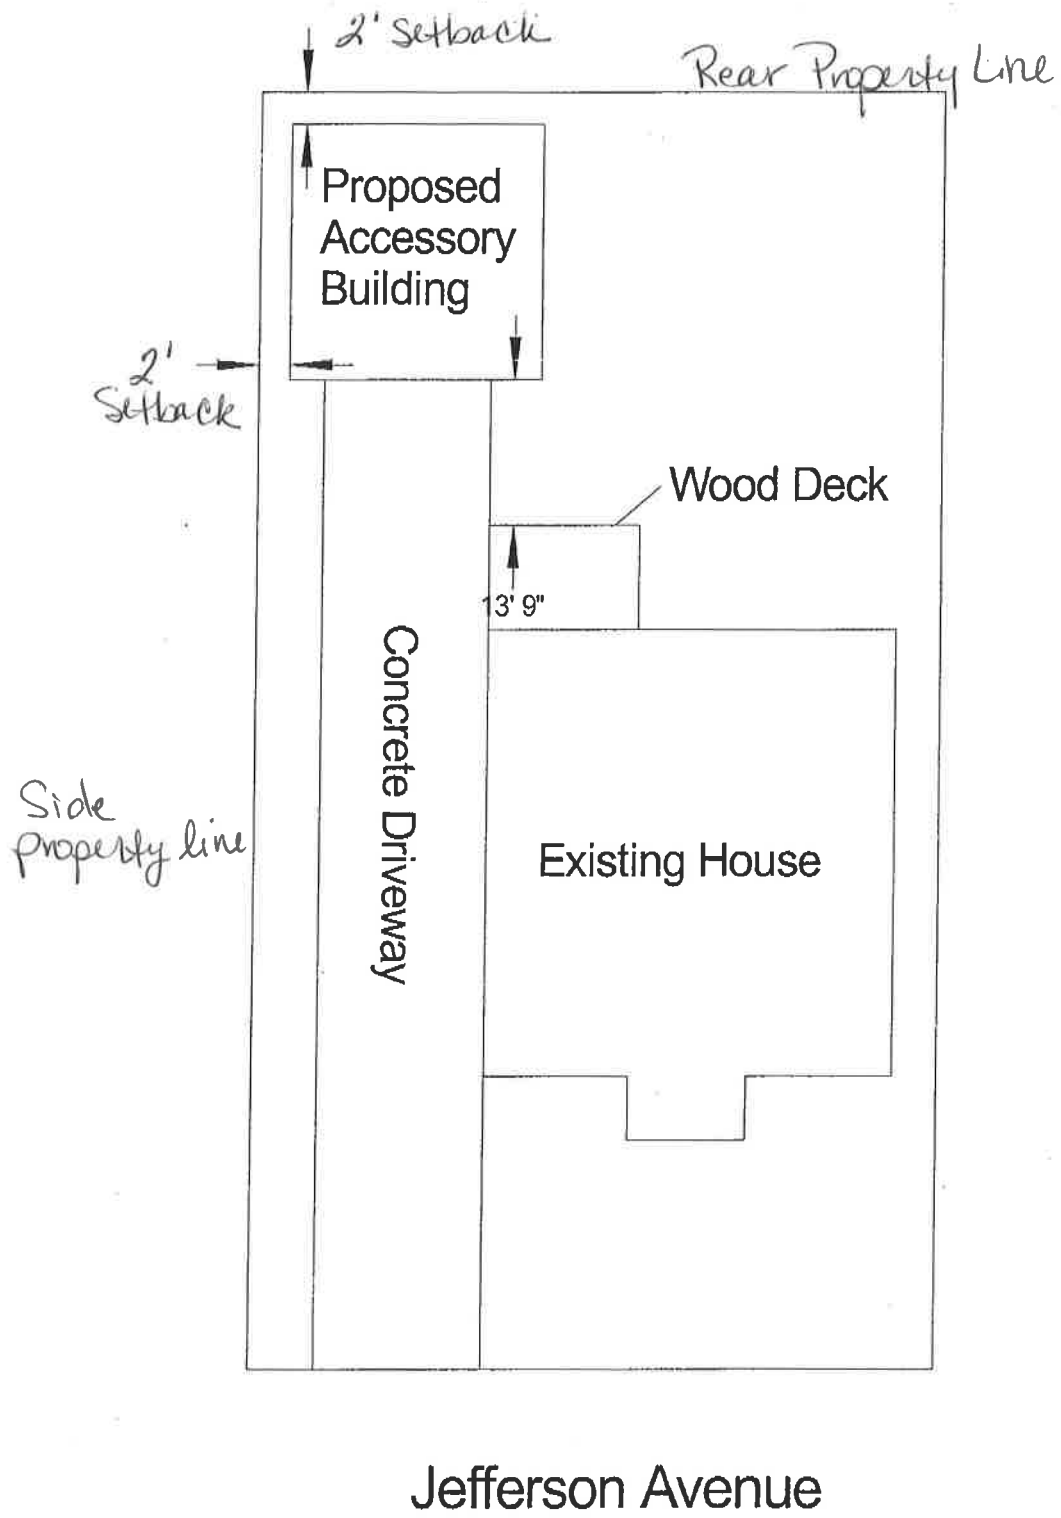 2' Setback
Rear Property Line
Proposed
Accessory
Building
2'
Setback
Wood Deck
13' 9"
Concrete Driveway
Side
property line
Existing House
Jefferson Avenue